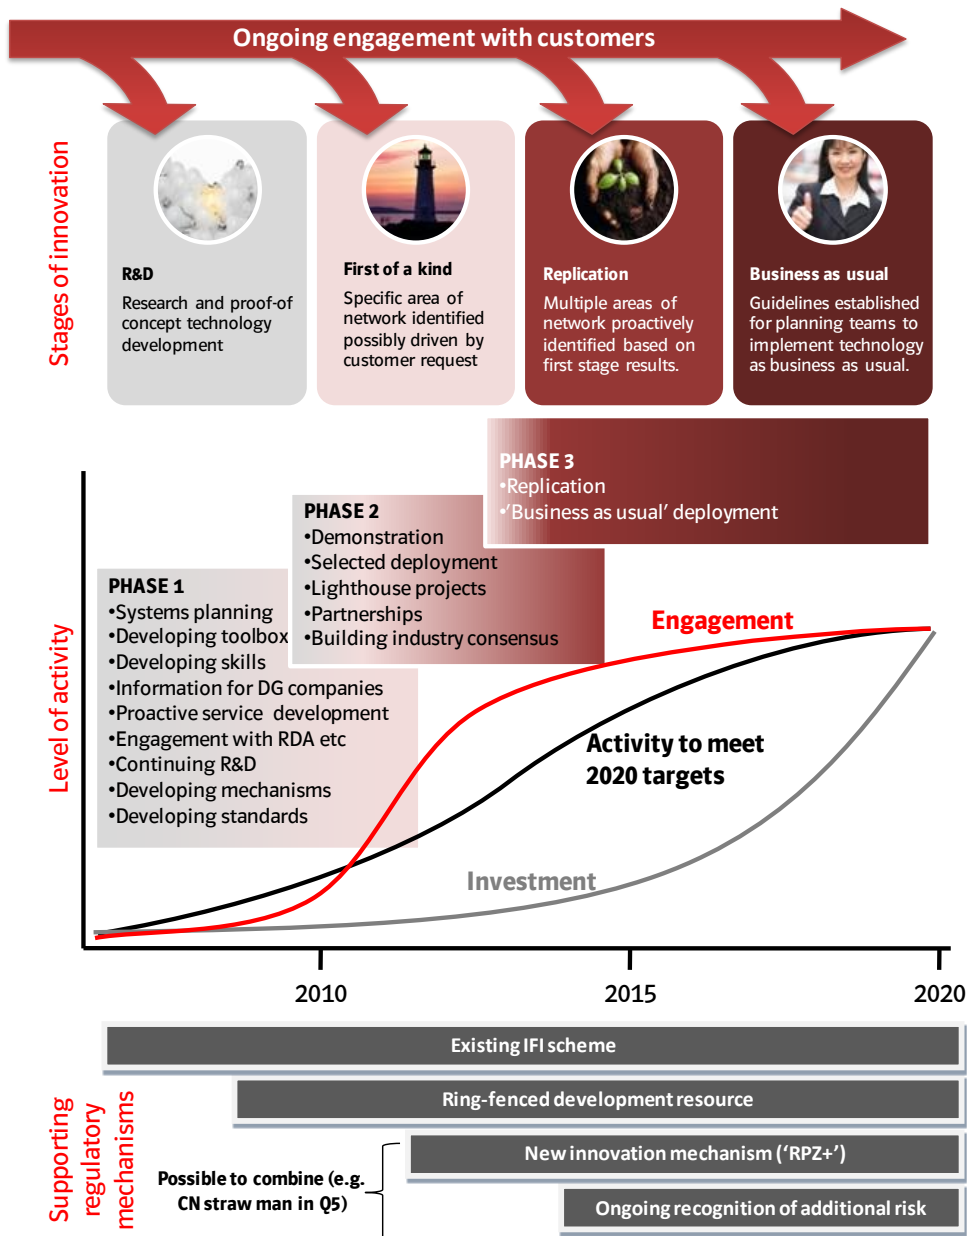 Ongoing engagement with customers
Stages of innovation
R&D
Research and proof-of
concept technology
development
First of a kind
Specific area of
network identified
possibly driven by
customer request
Replication
Multiple areas of
network proactively
identified based on
first stage results.
Business as usual
Guidelines established
for planning teams to
implement technology
as business as usual.
PHASE 3
•Replication
•‘Business as usual’ deployment
PHASE 2
•Demonstration
•Selected deployment
•Lighthouse projects
•Partnerships
•Building industry consensus
PHASE 1
•Systems planning
•Developing toolbox
•Developing skills
•Information for DG companies
•Proactive service development
•Engagement with RDA etc
•Continuing R&D
•Developing mechanisms
•Developing standards
Level of activity
Engagement
Activity to meet
2020 targets
Investment
2010
2015
2020
Supporting
regulatory
mechanisms
Existing IFI scheme
Ring-fenced development resource
New innovation mechanism (‘RPZ+’)
Possible to combine (e.g.
CN straw man in Q5)
Ongoing recognition of additional risk